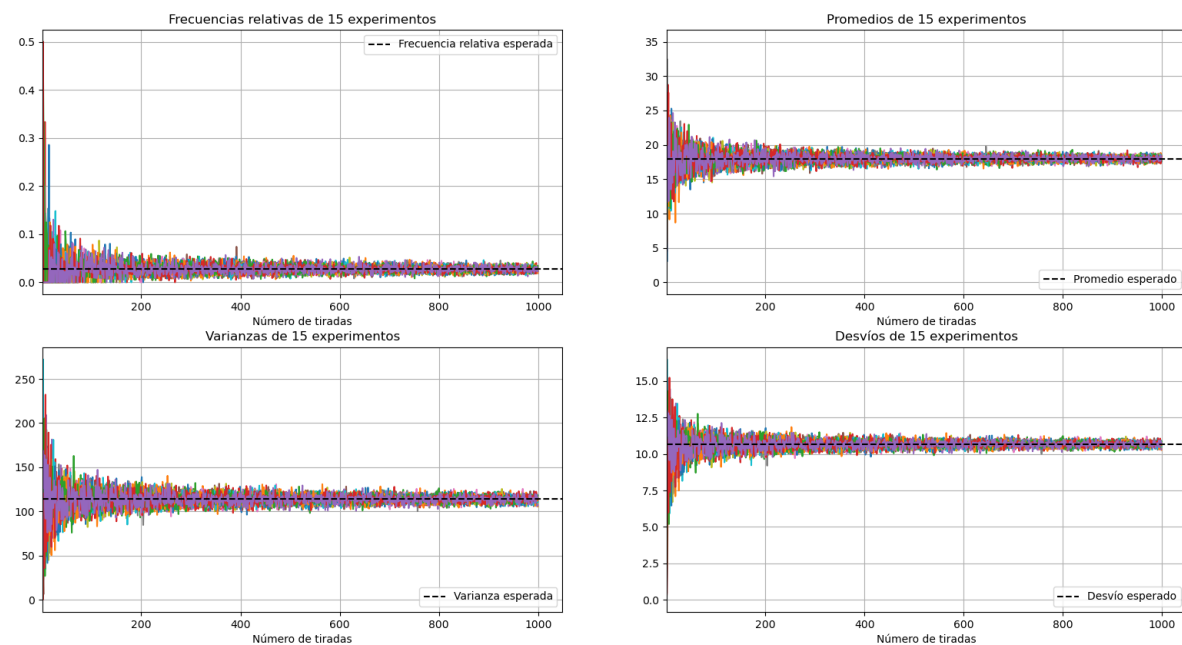 Frecuencias relativas de 15 experimentos
0.5
0.4
0.3
0.2
0.1
0.0
Frecuencia relativa esperada
200 400 600 800 1000
Número de tiradas
Promedios de 15 experimentos
35
30
25
20
15
10
5
0
Promedio esperado
200 400 600 800 1000
Número de tiradas
Varianzas de 15 experimentos
250
200
150
100
50
0
Varianza esperada
200 400 600 800 1000
Número de tiradas
Desvíos de 15 experimentos
15.0
12.5
10.0
7.5
5.0
2.5
0.0
Desvío esperado
200 400 600 800 1000
Número de tiradas